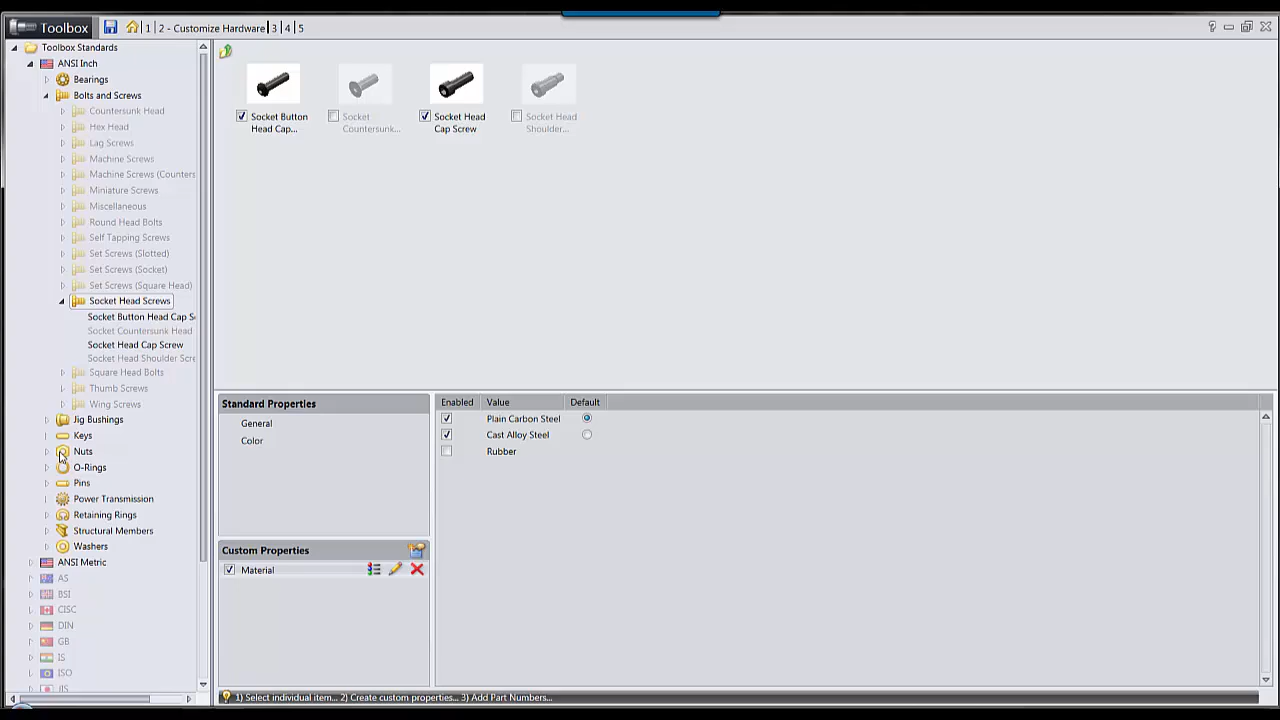 Toolbox
1 | 2 - Customize Hardware | 3 | 4 | 5
Toolbox Standards
ANSI Inch
Bearings
Bolts and Screws
Countersunk Head
Hex Head
Lag Screws
Machine Screws
Machine Screws (Counters
Miniature Screws
Miscellaneous
Round Head Bolts
Self Tapping Screws
Set Screws (Slotted)
Set Screws (Socket)
Set Screws (Square Head)
Socket Head Screws
Socket Button Head Cap S
Socket Countersunk Head
Socket Head Cap Screw
Socket Head Shoulder Scre
Square Head Bolts
Thumb Screws
Wing Screws
Jig Bushings
Keys
Nuts
O-Rings
Pins
Power Transmission
Retaining Rings
Structural Members
Washers
ANSI Metric
AS
BSI
CISC
DIN
GB
IS
ISO
JIS
Socket Button
Head Cap...
Socket
Countersunk...
Socket Head
Cap Screw
Socket Head
Shoulder...
Standard Properties
General
Color
Custom Properties
Material
Enabled Value Default
Plain Carbon Steel
Cast Alloy Steel
Rubber
1) Select individual item... 2) Create custom properties... 3) Add Part Numbers...